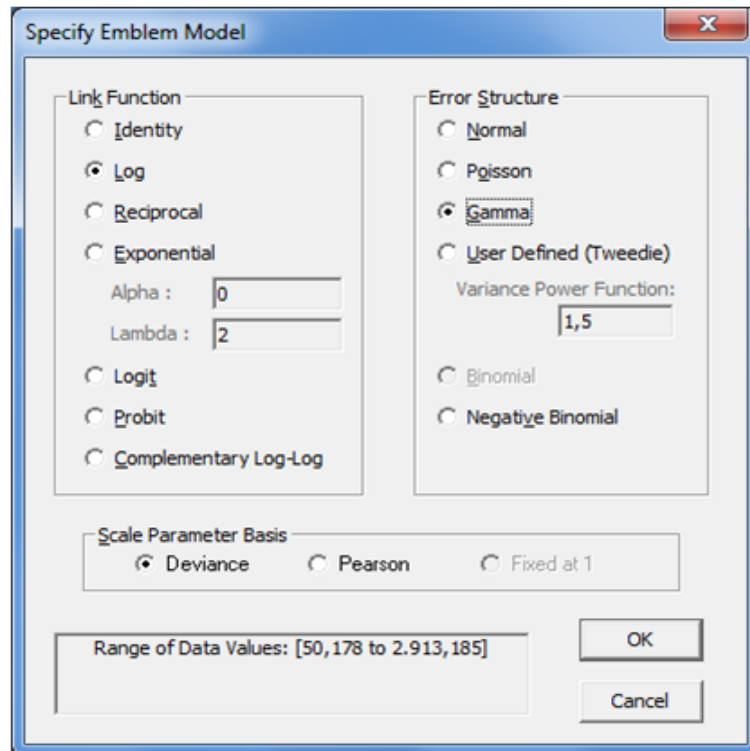 Specify Emblem Model
Link Function
Identity
Log
Reciprocal
Exponential
Alpha :
0
Lambda :
2
Logit
Probit
Complementary Log-Log
Error Structure
Normal
Poisson
Gamma
User Defined (Tweedie)
Variance Power Function:
1,5
Binomial
Negative Binomial
Scale Parameter Basis
Deviance
Pearson
Fixed at 1
Range of Data Values: [50,178 to 2.913,185]
OK
Cancel